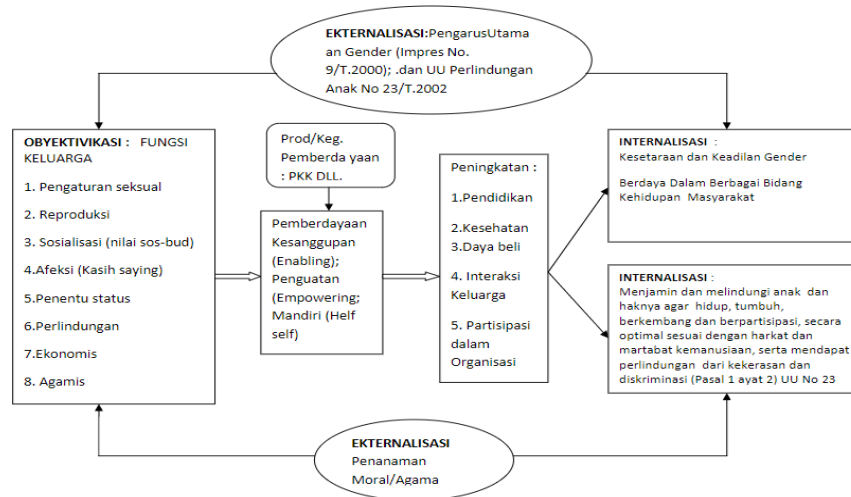 EKTERNALISASI:PengarusUtama
an Gender (Impres No.
9/T.2000); .dan UU Perlindungan
Anak No 23/T.2002
OBYEKTIVIKASI : FUNGSI
KELUARGA
1. Pengaturan seksual
2. Reproduksi
3. Sosialisasi (nilai sos-bud)
4.Afeksi (Kasih saying)
5.Penentu status
6.Perlindungan
7.Ekonomis
8. Agamis
Prod/Keg.
Pemberda yaan
: PKK DLL.
Pemberdayaan
Kesanggupan
(Enabling);
Penguatan
(Empowering;
Mandiri (Helf
self)
Peningkatan :
1.Pendidikan
2.Kesehatan
3.Daya beli
4. Interaksi
Keluarga
5. Partisipasi
dalam
Organisasi
INTERNALISASI :
Kesetaraan dan Keadilan Gender
Berdaya Dalam Berbagai Bidang
Kehidupan Masyarakat
INTERNALISASI :
Menjamin dan melindungi anak dan
haknya agar hidup, tumbuh,
berkembang dan berpartisipasi, secara
optimal sesuai dengan harkat dan
martabat kemanusiaan, serta mendapat
perlindungan dari kekerasan dan
diskriminasi (Pasal 1 ayat 2) UU No 23
EKTERNALISASI
Penanaman
Moral/Agama